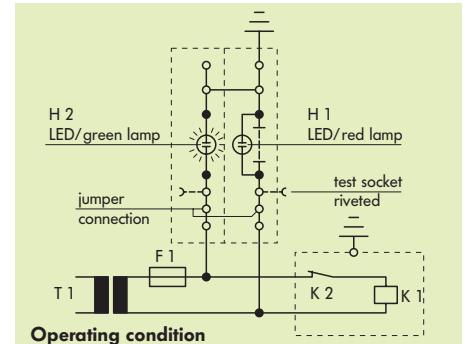 H 2
LED/green lamp
H 1
LED/red lamp
jumper
connection
test socket
riveted
F 1
T 1
K 2
K 1
Operating condition